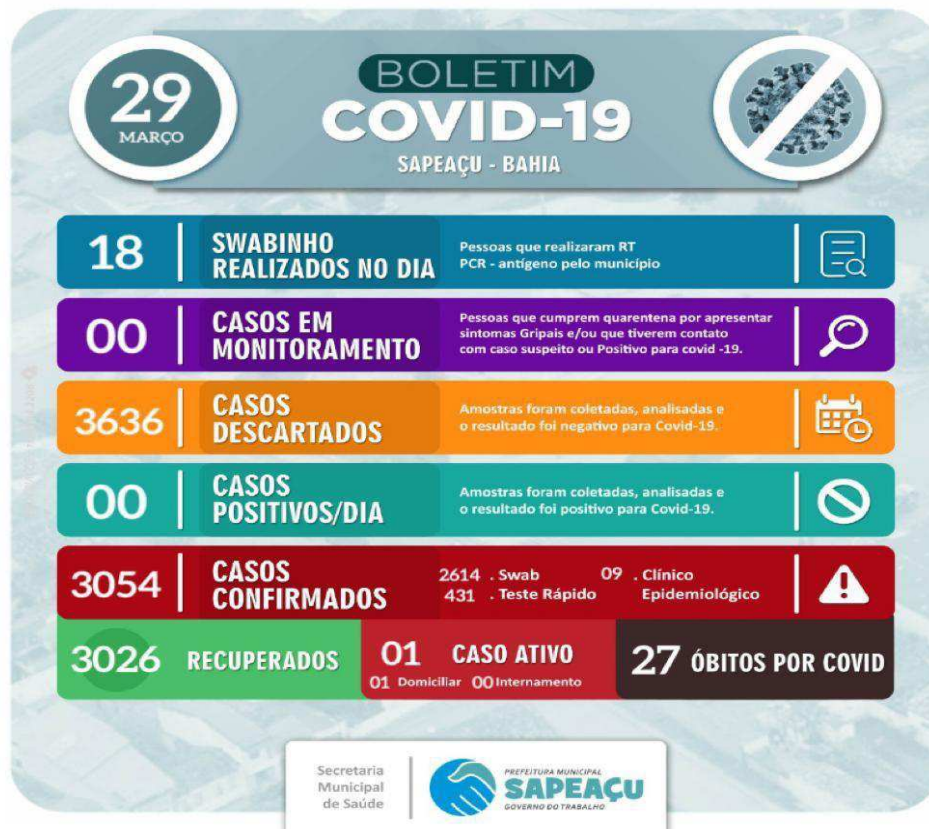 29
MARÇO
BOLETIM
COVID-19
SAPEAÇU - BAHIA
18
SWABINHO
REALIZADOS NO DIA
Pessoas que realizaram RT
PCR - antígeno pelo município
00
CASOS EM
MONITORAMENTO
Pessoas que cumprem quarentena por apresentar
sintomas Gripais e/ou que tiverem contato
com caso suspeito ou Positivo para covid -19.
3636
CASOS
DESCARTADOS
Amostras foram coletadas, analisadas e
o resultado foi negativo para Covid-19.
00
CASOS
POSITIVOS/DIA
Amostras foram coletadas, analisadas e
o resultado foi positivo para Covid-19.
3054
CASOS
CONFIRMADOS
2614 . Swab
431 . Teste Rápido
09 . Clínico
Epidemiológico
3026 RECUPERADOS
01 CASO ATIVO
01 Domiciliar 00 Internamento
27 ÓBITOS POR COVID
Secretaria
Municipal
de Saúde
PREFEITURA MUNICIPAL
SAPEAÇU
GOVERNO DO TRABALHO